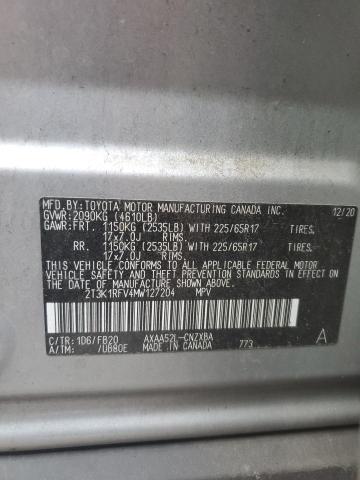 MFD. BY: TOYOTA MOTOR MANUFACTURING CANADA INC. 12/20
GVWR: 2090KG (4610LB)
GAWR: FRT. 1150KG (2535LB) WITH 225/65R17 TIRES,
17x7.0J RIMS,
RR. 1150KG (2535LB) WITH 225/65R17 TIRES,
17x7.0J RIMS,
THIS VEHICLE CONFORMS TO ALL APPLICABLE FEDERAL MOTOR
VEHICLE SAFETY AND THEFT PREVENTION STANDARDS IN EFFECT ON
THE DATE OF MANUFACTURE SHOWN ABOVE.
2T3K1RFV4MW127204 MPV
C/TR: 1D6/FB20 AXAA52L-CNZXBA
A/TM: /UB80E MADE IN CANADA 773 A